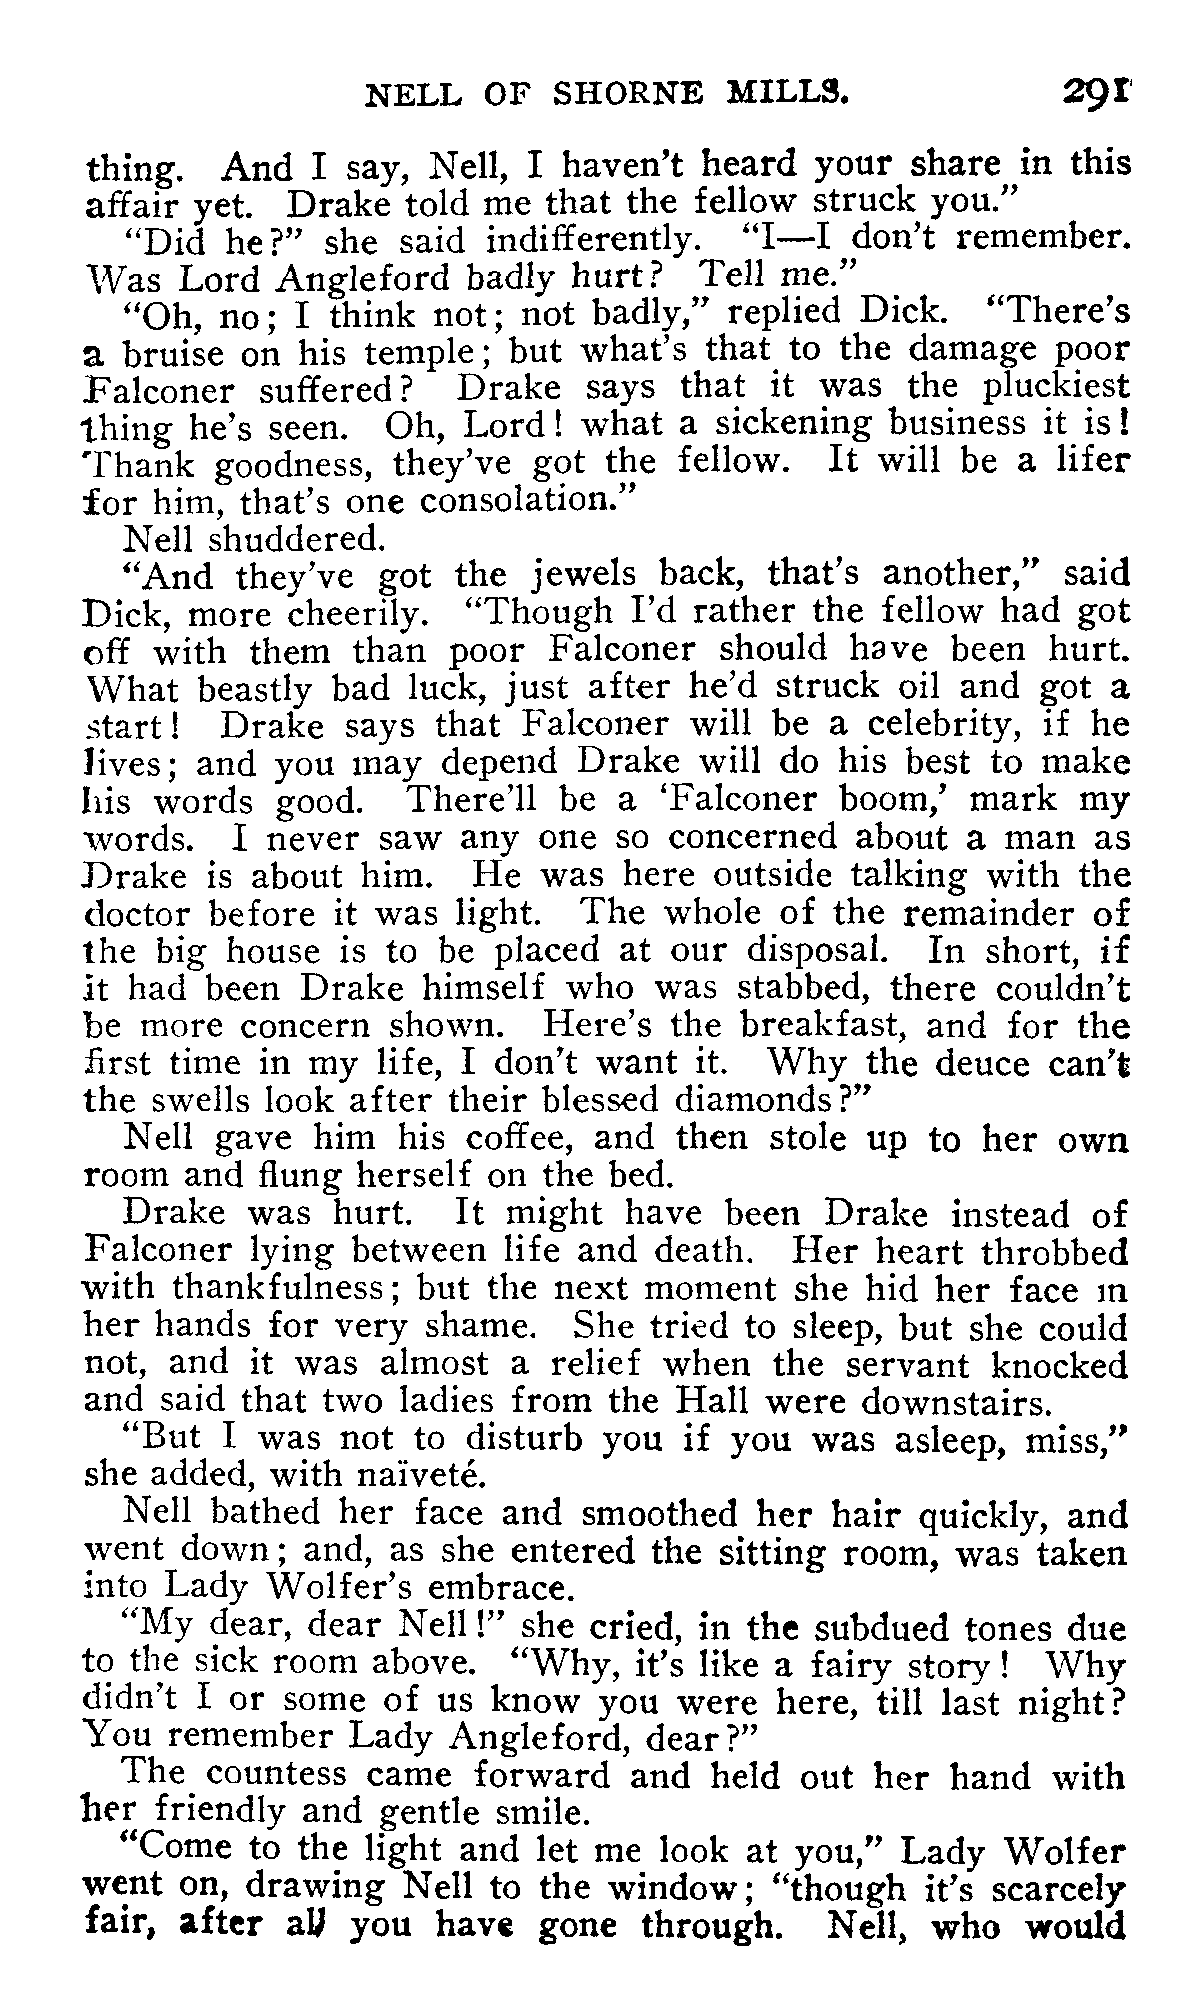 NELL OF SHORNE MILLS. 291
thing. And I say, Nell, I haven't heard your share in this
affair yet. Drake told me that the fellow struck you."
"Did he?" she said indifferently. "I—I don't remember.
Was Lord Angleford badly hurt? Tell me."
"Oh, no; I think not; not badly," replied Dick. "There's
a bruise on his temple; but what's that to the damage poor
Falconer suffered? Drake says that it was the pluckiest
thing he's seen. Oh, Lord! what a sickening business it is!
Thank goodness, they've got the fellow. It will be a lifer
for him, that's one consolation."
Nell shuddered.
"And they've got the jewels back, that's another," said
Dick, more cheerily. "Though I'd rather the fellow had got
off with them than poor Falconer should have been hurt.
What beastly bad luck, just after he'd struck oil and got a
start! Drake says that Falconer will be a celebrity, if he
lives; and you may depend Drake will do his best to make
his words good. There'll be a 'Falconer boom,' mark my
words. I never saw any one so concerned about a man as
Drake is about him. He was here outside talking with the
doctor before it was light. The whole of the remainder of
the big house is to be placed at our disposal. In short, if
it had been Drake himself who was stabbed, there couldn't
be more concern shown. Here's the breakfast, and for the
first time in my life, I don't want it. Why the deuce can't
the swells look after their blessed diamonds?"
Nell gave him his coffee, and then stole up to her own
room and flung herself on the bed.
Drake was hurt. It might have been Drake instead of
Falconer lying between life and death. Her heart throbbed
with thankfulness; but the next moment she hid her face in
her hands for very shame. She tried to sleep, but she could
not, and it was almost a relief when the servant knocked
and said that two ladies from the Hall were downstairs.
"But I was not to disturb you if you was asleep, miss,"
she added, with naïveté.
Nell bathed her face and smoothed her hair quickly, and
went down; and, as she entered the sitting room, was taken
into Lady Wolfer's embrace.
"My dear, dear Nell!" she cried, in the subdued tones due
to the sick room above. "Why, it's like a fairy story! Why
didn't I or some of us know you were here, till last night?
You remember Lady Angleford, dear?"
The countess came forward and held out her hand with
her friendly and gentle smile.
"Come to the light and let me look at you," Lady Wolfer
went on, drawing Nell to the window; "though it's scarcely
fair, after all you have gone through. Nell, who would